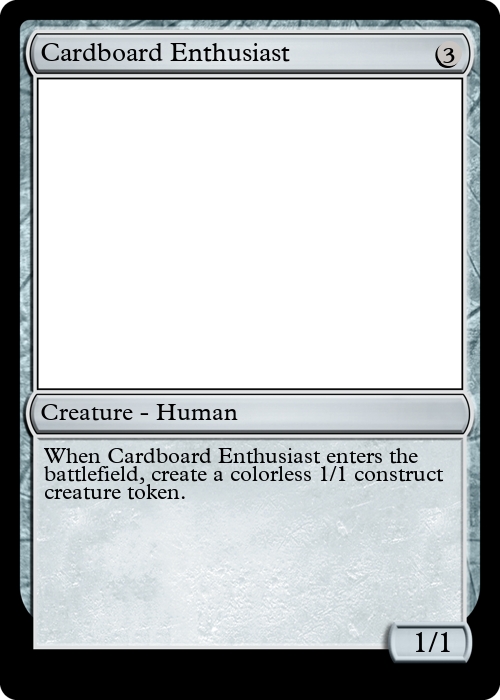 Cardboard Enthusiast 3
Creature - Human
When Cardboard Enthusiast enters the
battlefield, create a colorless 1/1 construct
creature token.
1/1